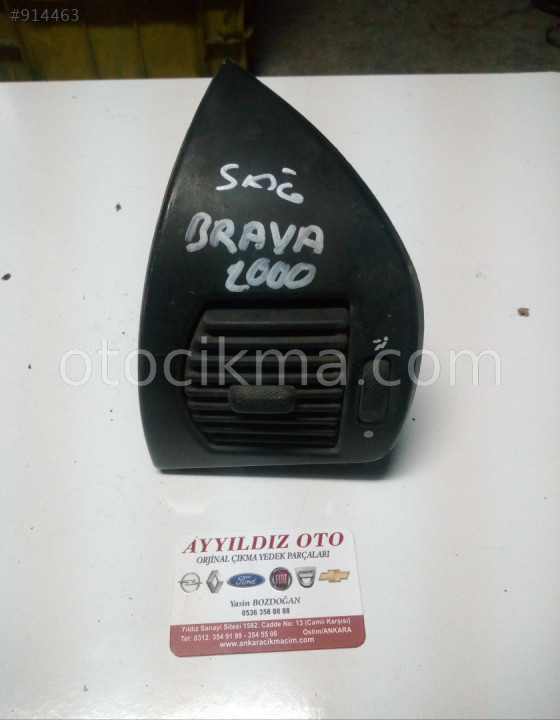 #914463
SAĞ
BRAVA
2000
otocikma.com
AYYILDIZ OTO
ORJİNAL ÇIKMA YEDEK PARÇALARI
Ford
FIAT
Yasin BOZDOĞAN
0536 358 88 88
Yıldız Sanayi Sitesi 1582. Cadde No: 13 (Camii Karşısı)
Tel: 0312. 354 91 99 - 354 55 06 Ostim/ANKARA
www.ankaracikmacim.com